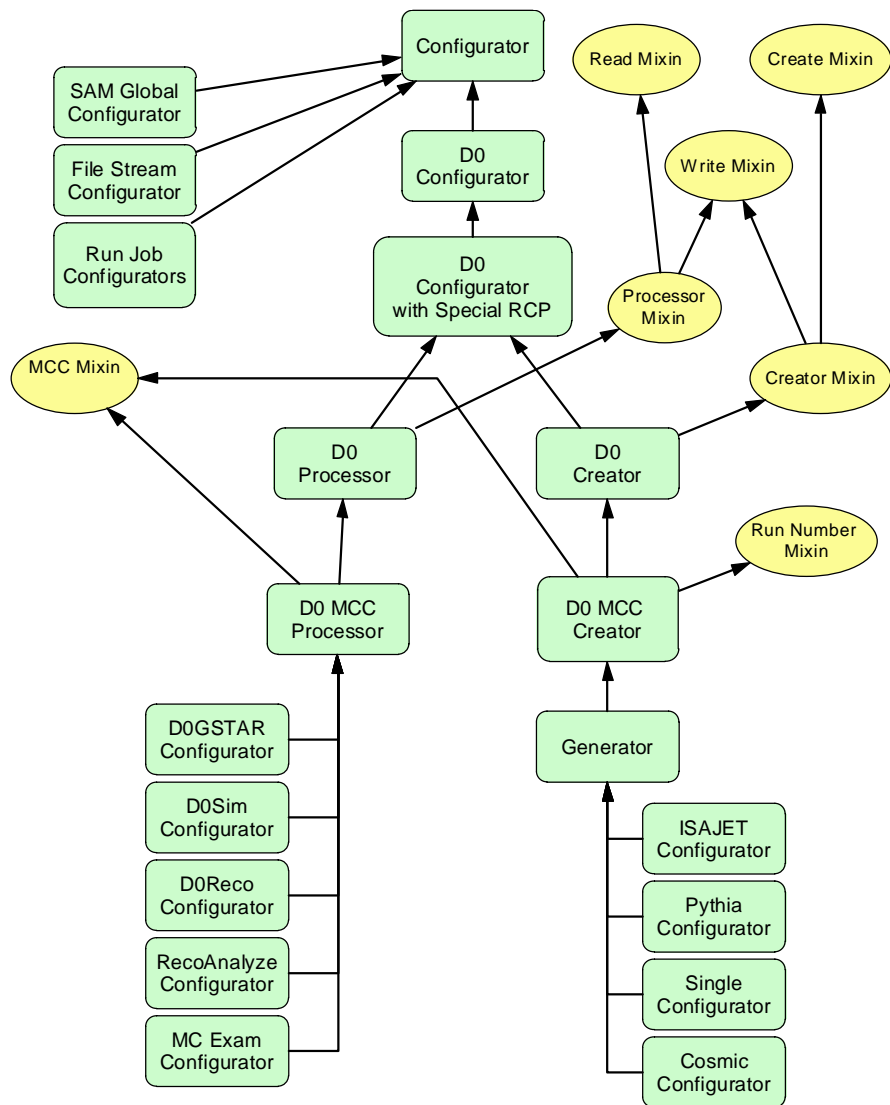 Configurator
Read Mixin
Create Mixin
SAM Global
Configurator
File Stream
Configurator
D0
Configurator
Write Mixin
Run Job
Configurators
D0
Configurator
with Special RCP
Processor
Mixin
MCC Mixin
Creator Mixin
D0
Processor
D0
Creator
Run Number
Mixin
D0 MCC
Processor
D0 MCC
Creator
D0GSTAR
Configurator
Generator
D0Sim
Configurator
ISAJET
Configurator
D0Reco
Configurator
Pythia
Configurator
RecoAnalyze
Configurator
Single
Configurator
MC Exam
Configurator
Cosmic
Configurator